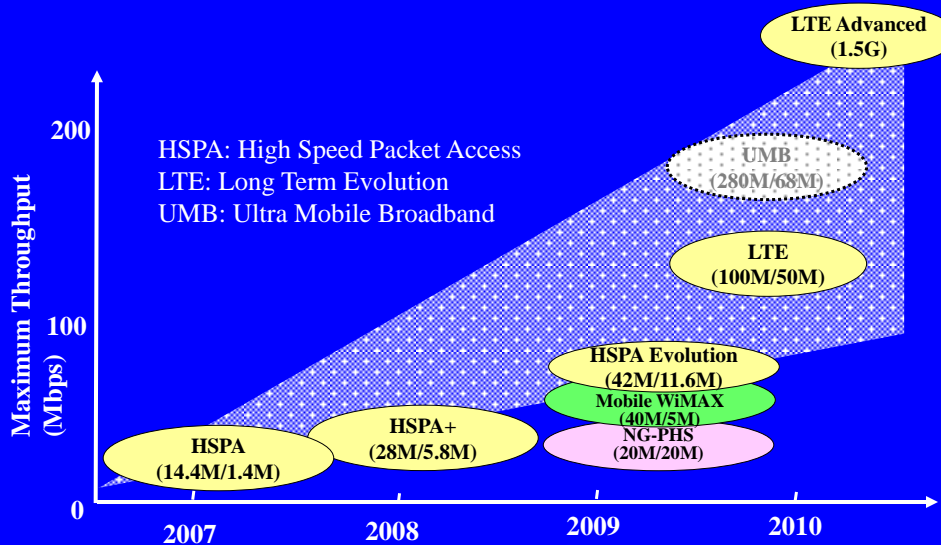 LTE Advanced
(1.5G)
200
HSPA: High Speed Packet Access
LTE: Long Term Evolution
UMB: Ultra Mobile Broadband
UMB
(280M/68M)
LTE
(100M/50M)
Maximum Throughput
(Mbps)
100
HSPA Evolution
(42M/11.6M)
Mobile WiMAX
(40M/5M)
NG-PHS
(20M/20M)
HSPA+
(28M/5.8M)
HSPA
(14.4M/1.4M)
0
2007
2008
2009
2010